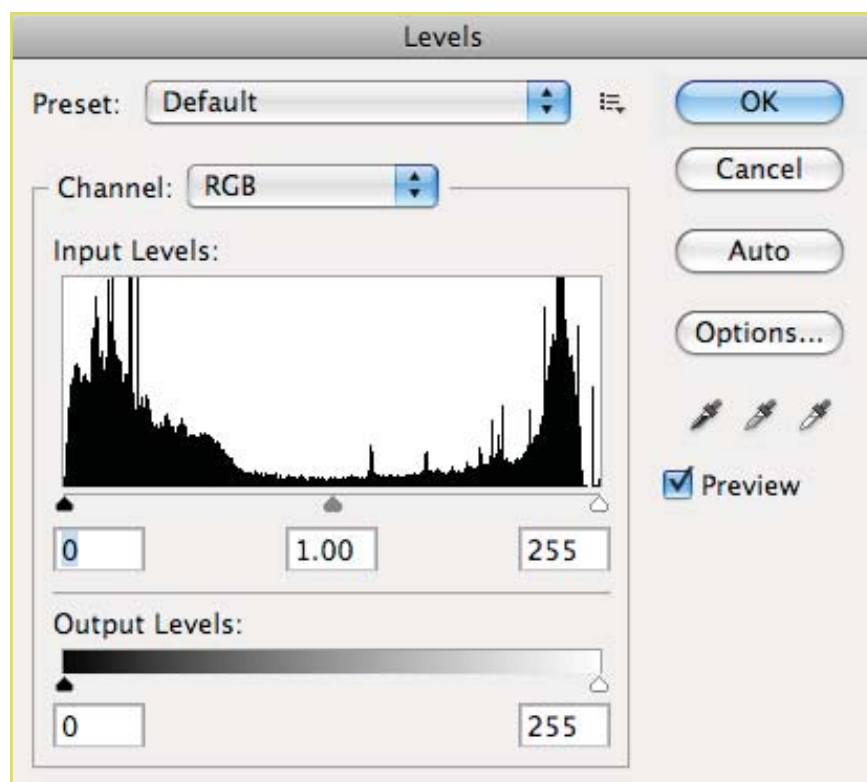 Levels
Preset: Default
OK
Channel: RGB
Cancel
Input Levels:
Auto
Options...
Preview
0 1.00 255
Output Levels:
0 255